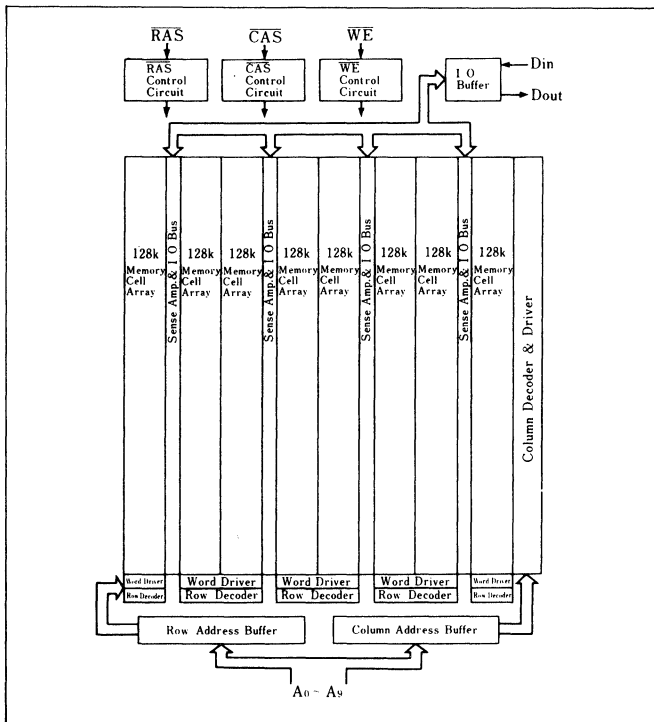 RAS CAS WE
RAS
Control
Circuit
CAS
Control
Circuit
WE
Control
Circuit
I O
Buffer
Din
Dout
128k
Memory
Cell
Array
Sense Amp.& I O Bus
128k
Memory
Cell
Array
128k
Memory
Cell
Array
Sense Amp.& I O Bus
128k
Memory
Cell
Array
128k
Memory
Cell
Array
Sense Amp.& I O Bus
128k
Memory
Cell
Array
128k
Memory
Cell
Array
Sense Amp.& I O Bus
128k
Memory
Cell
Array
Column Decoder & Driver
Word Driver
Row Decoder
Word Driver
Row Decoder
Word Driver
Row Decoder
Word Driver
Row Decoder
Word Driver
Row Decoder
Row Address Buffer
Column Address Buffer
A0~A9